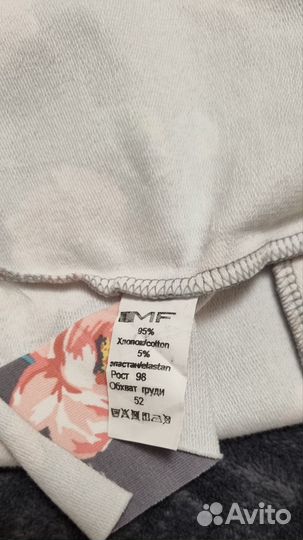 MF
95%
Хлопок/cotton
5%
эластан/elastan
Рост 98
Обхват груди
52
Avito